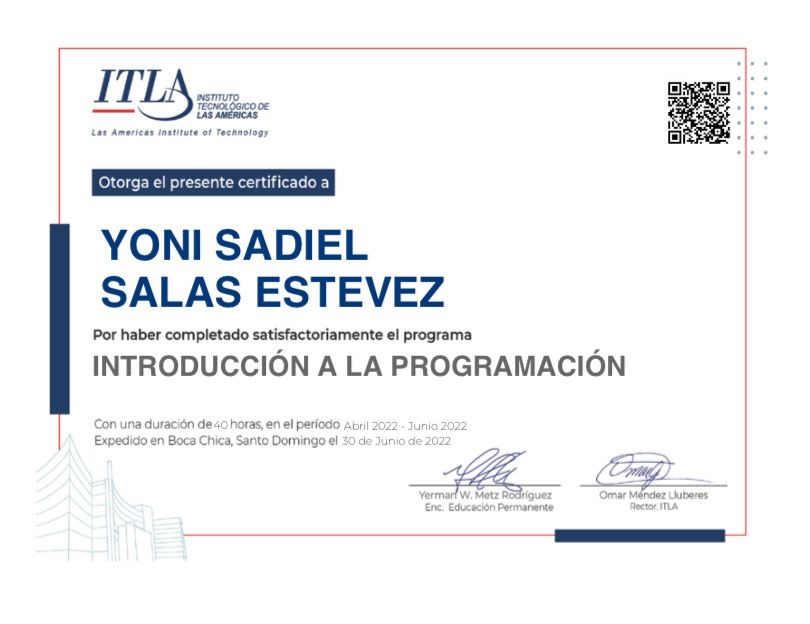 ITLA
INSTITUTO
TECNOLÓGICO DE
LAS AMÉRICAS
Las Americas Institute of Technology
Otorga el presente certificado a
YONI SADIEL
SALAS ESTEVEZ
Por haber completado satisfactoriamente el programa
INTRODUCCIÓN A LA PROGRAMACIÓN
Con una duración de 40 horas, en el período Abril 2022 - Junio 2022
Expedido en Boca Chica, Santo Domingo el 30 de Junio de 2022
Yerman W. Metz Rodríguez
Enc. Educación Permanente
Omar Méndez Lluberes
Rector, ITLA